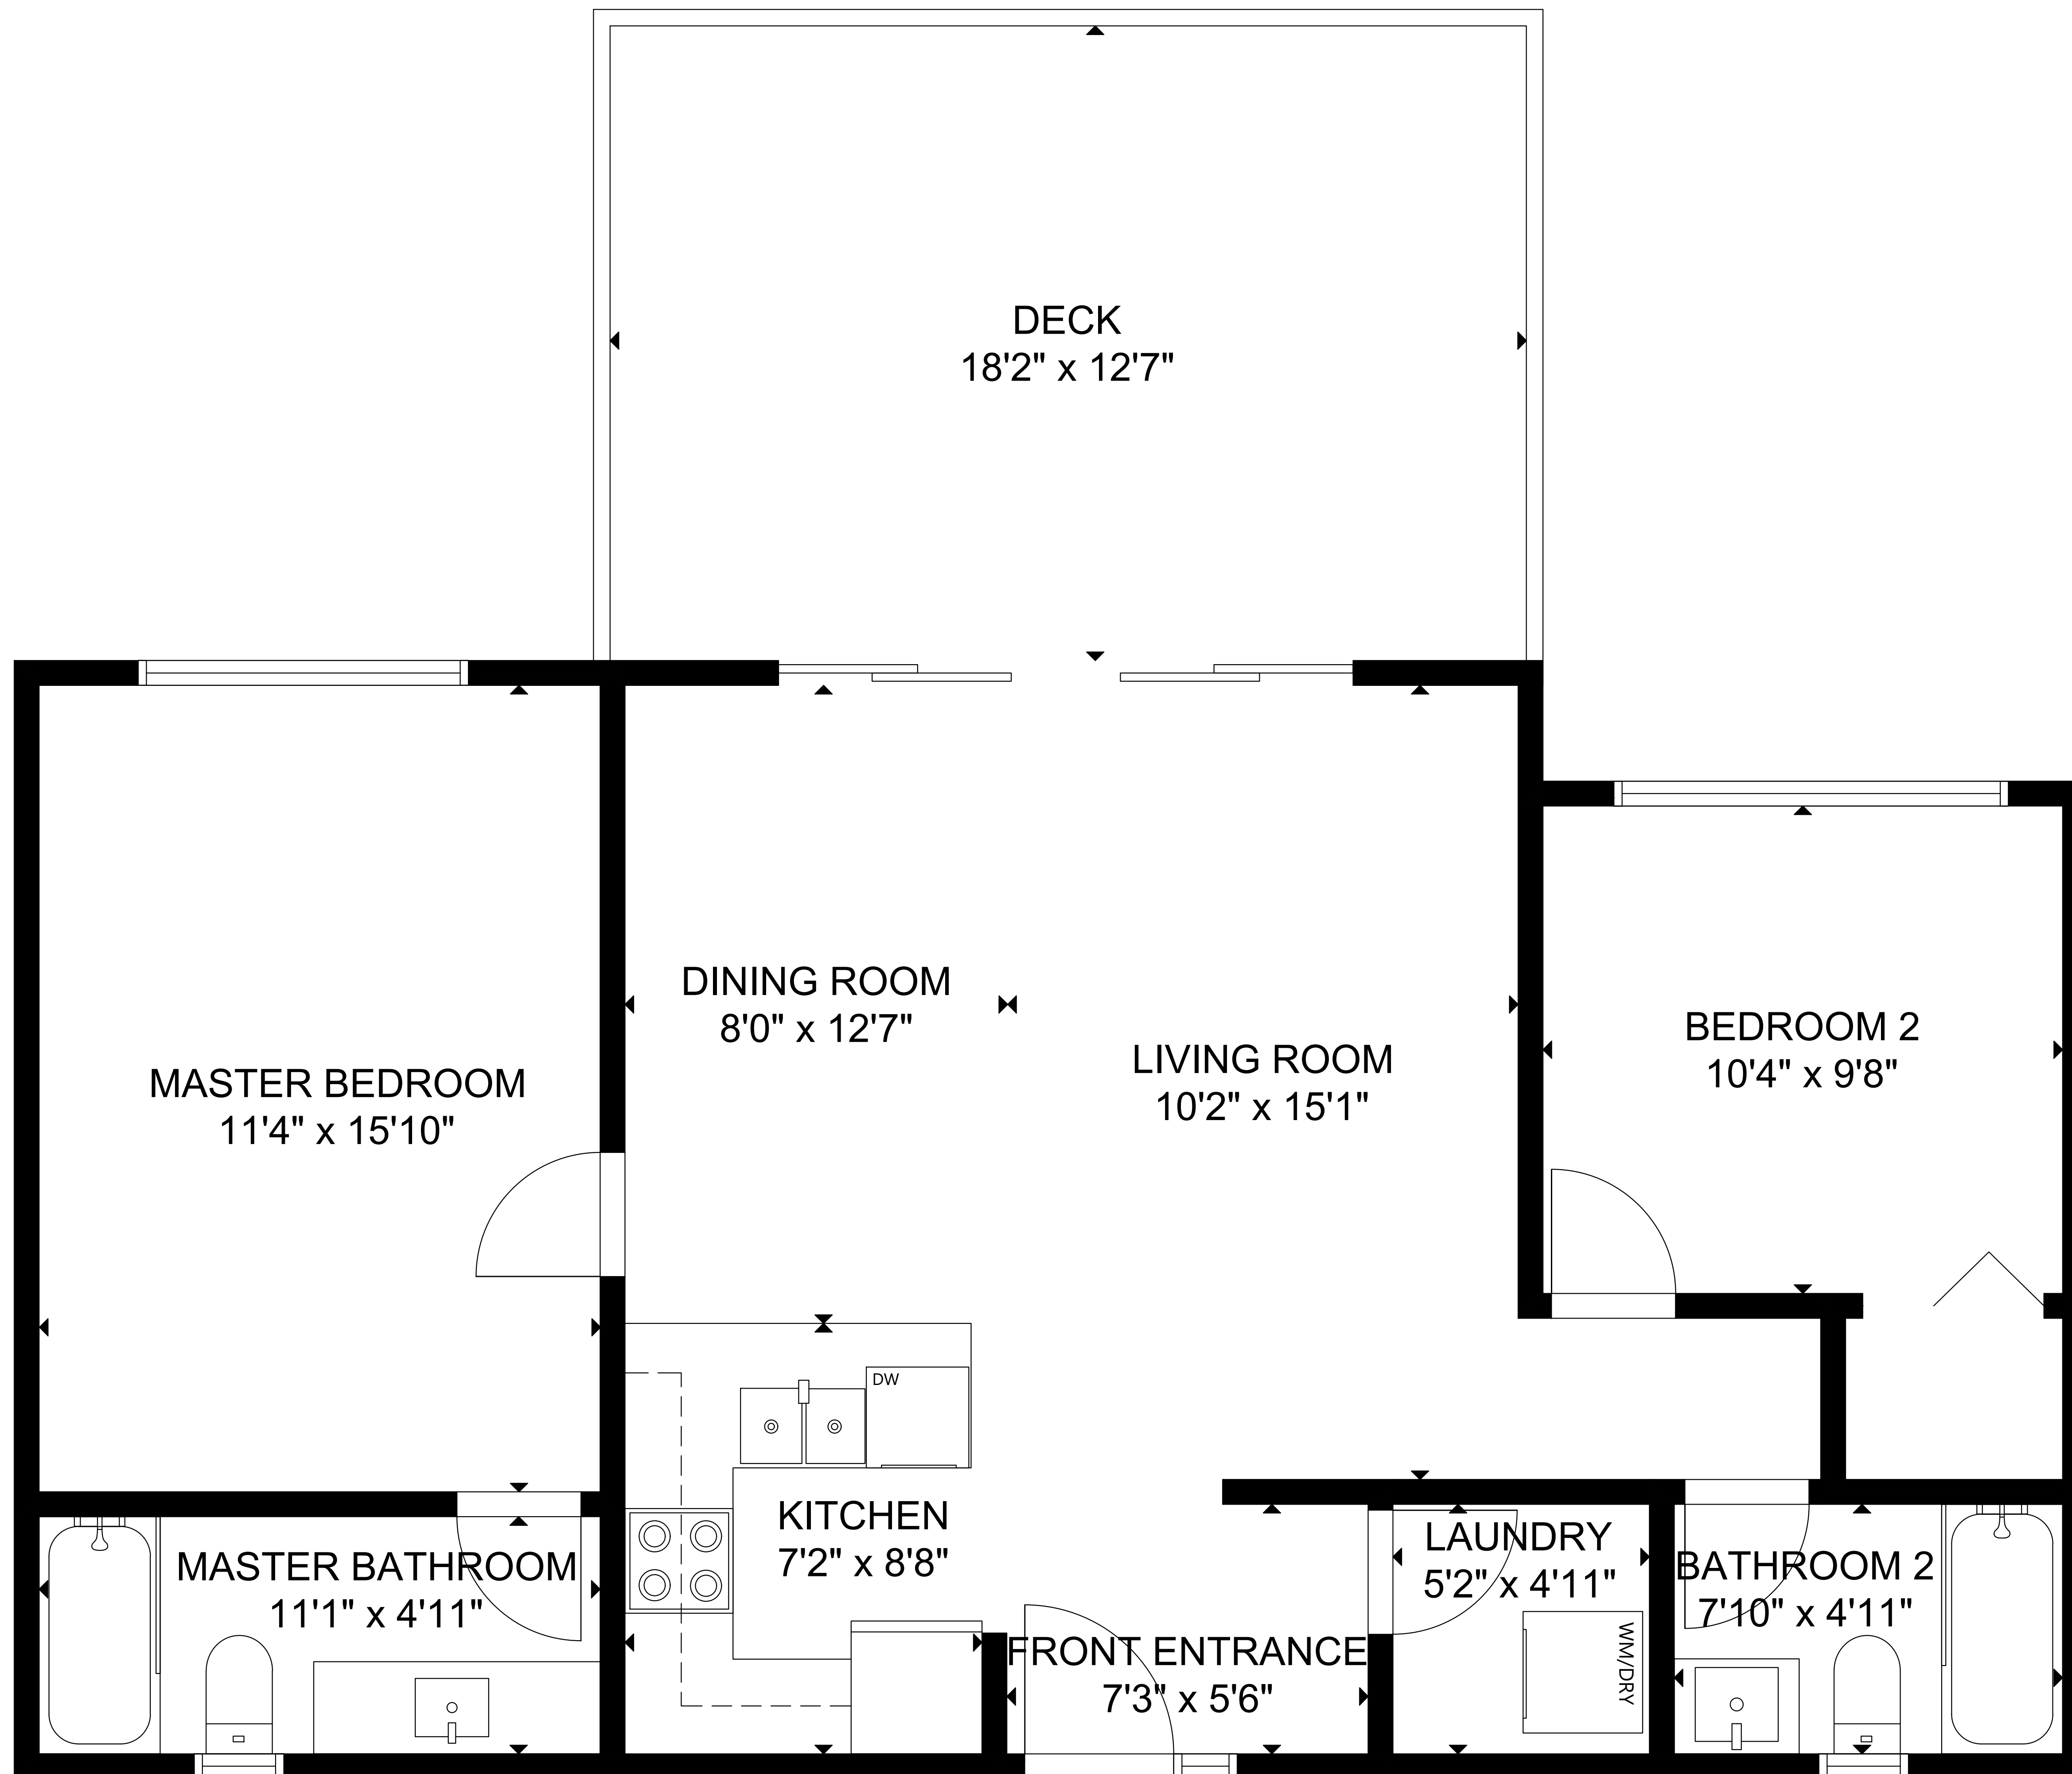 DECK
18'2" x 12'7"
DINING ROOM
8'0" x 12'7"
LIVING ROOM
10'2" x 15'1"
BEDROOM 2
10'4" x 9'8"
MASTER BEDROOM
11'4" x 15'10"
DW
KITCHEN
7'2" x 8'8"
LAUNDRY
5'2" x 4'11"
MASTER BATHROOM
11'1" x 4'11"
BATHROOM 2
7'10" x 4'11"
FRONT ENTRANCE
7'3" x 5'6"
WM/DRY